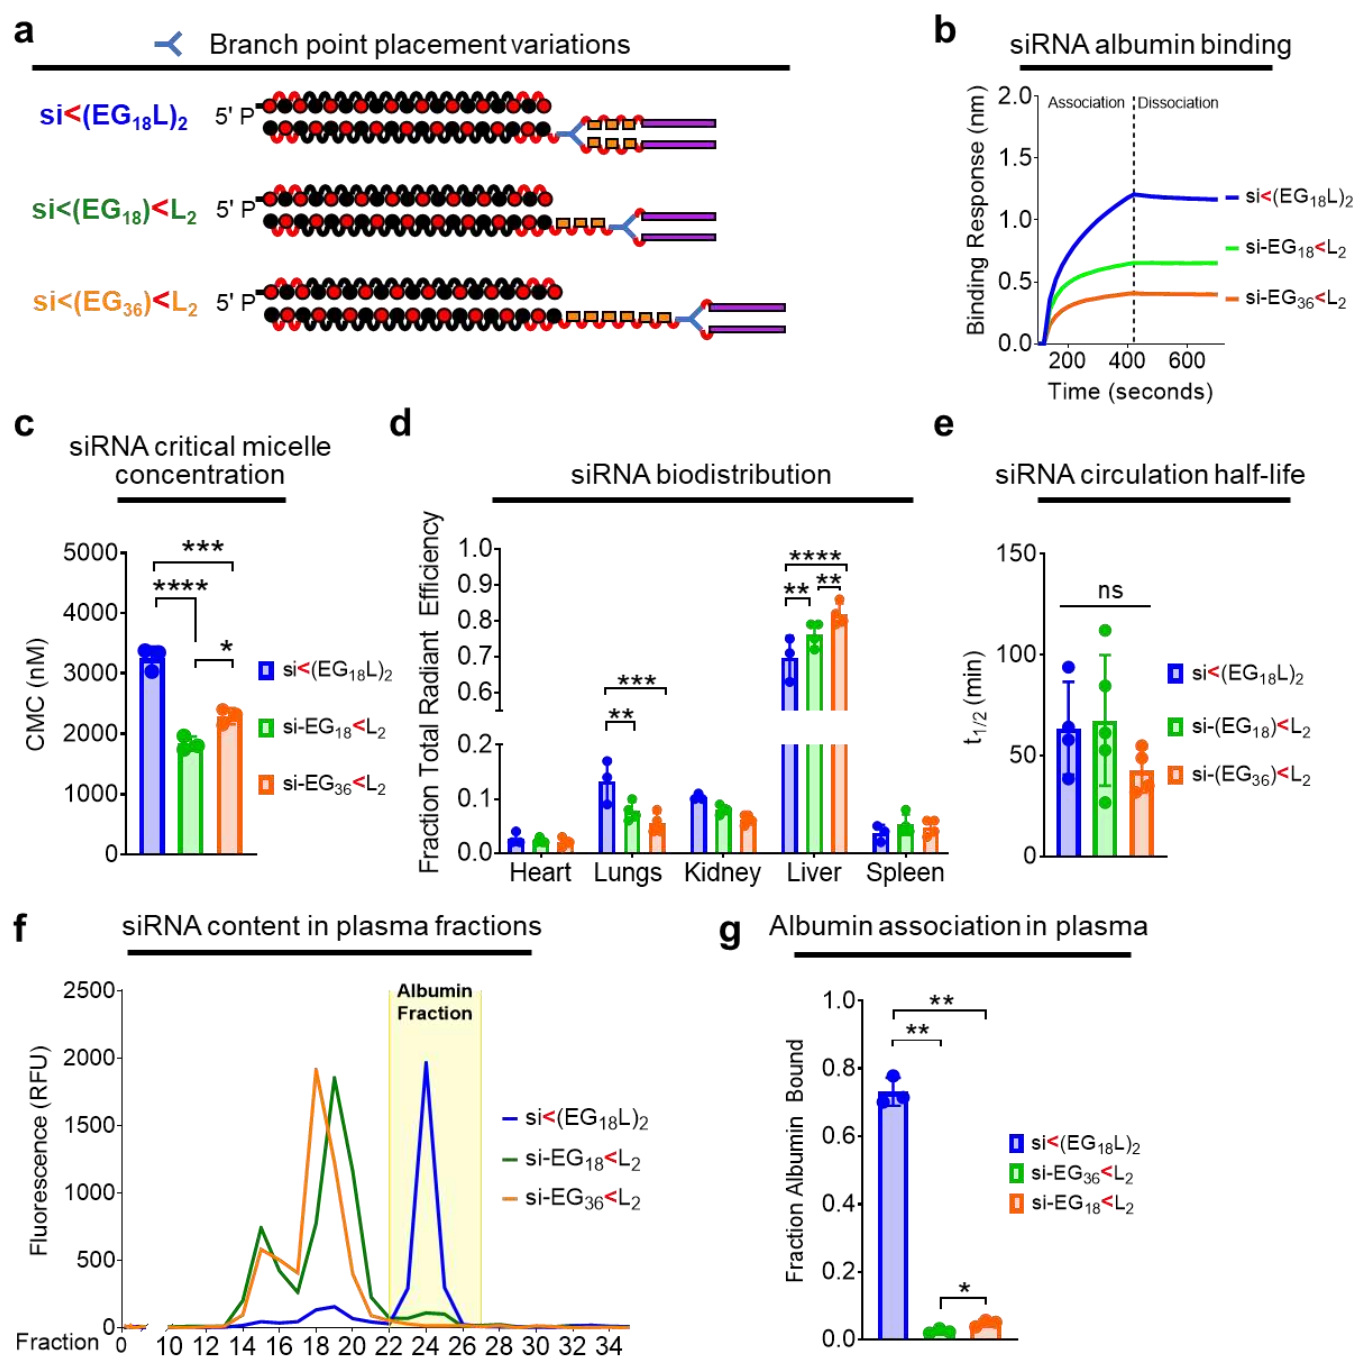 a
Branch point placement variations
si<(EG₁₈L)₂
5' P
si<(EG₁₈)<L₂
5' P
si<(EG₃₆)<L₂
5' P
b
siRNA albumin binding
Binding Response (nm)
2.0
1.5
1.0
0.5
0.0
Association
Dissociation
200 400 600
Time (seconds)
si<(EG₁₈L)₂
si-EG₁₈<L₂
si-EG₃₆<L₂
c
siRNA critical micelle
concentration
CMC (nM)
5000
4000
3000
2000
1000
0
***
****
*
si<(EG₁₈L)₂
si-EG₁₈<L₂
si-EG₃₆<L₂
d
siRNA biodistribution
Fraction Total Radiant Efficiency
1.0
0.9
0.8
0.7
0.6
0.2
0.1
0.0
***
**
****
**
**
Heart Lungs Kidney Liver Spleen
e
siRNA circulation half-life
t₁/₂ (min)
150
100
50
0
ns
si<(EG₁₈L)₂
si-(EG₁₈)<L₂
si-(EG₃₆)<L₂
f
siRNA content in plasma fractions
Fluorescence (RFU)
2500
2000
1500
1000
500
0
Albumin
Fraction
Fraction 0 10 12 14 16 18 20 22 24 26 28 30 32 34
si<(EG₁₈L)₂
si-EG₁₈<L₂
si-EG₃₆<L₂
g
Albumin association in plasma
Fraction Albumin Bound
1.0
0.8
0.6
0.4
0.2
0.0
**
**
*
si<(EG₁₈L)₂
si-EG₃₆<L₂
si-EG₁₈<L₂